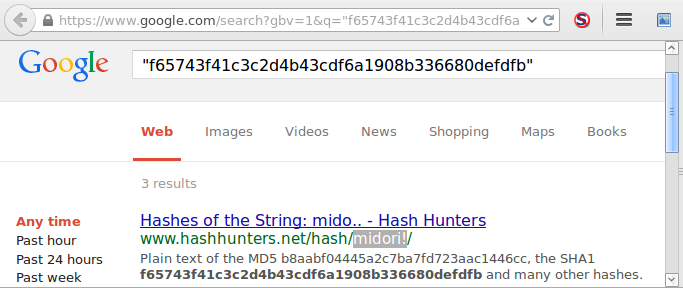 https://www.google.com/search?gbv=1&q="f65743f41c3c2d4b43cdf6a
Google
"f65743f41c3c2d4b43cdf6a1908b336680defdfb"
Web Images Videos News Shopping Maps Books
3 results
Any time
Past hour
Past 24 hours
Past week
Hashes of the String: mido.. - Hash Hunters
www.hashhunters.net/hash/midori!/
Plain text of the MD5 b8aabf04445a2c7ba7fd723aac1446cc, the SHA1
f65743f41c3c2d4b43cdf6a1908b336680defdfb and many other hashes.